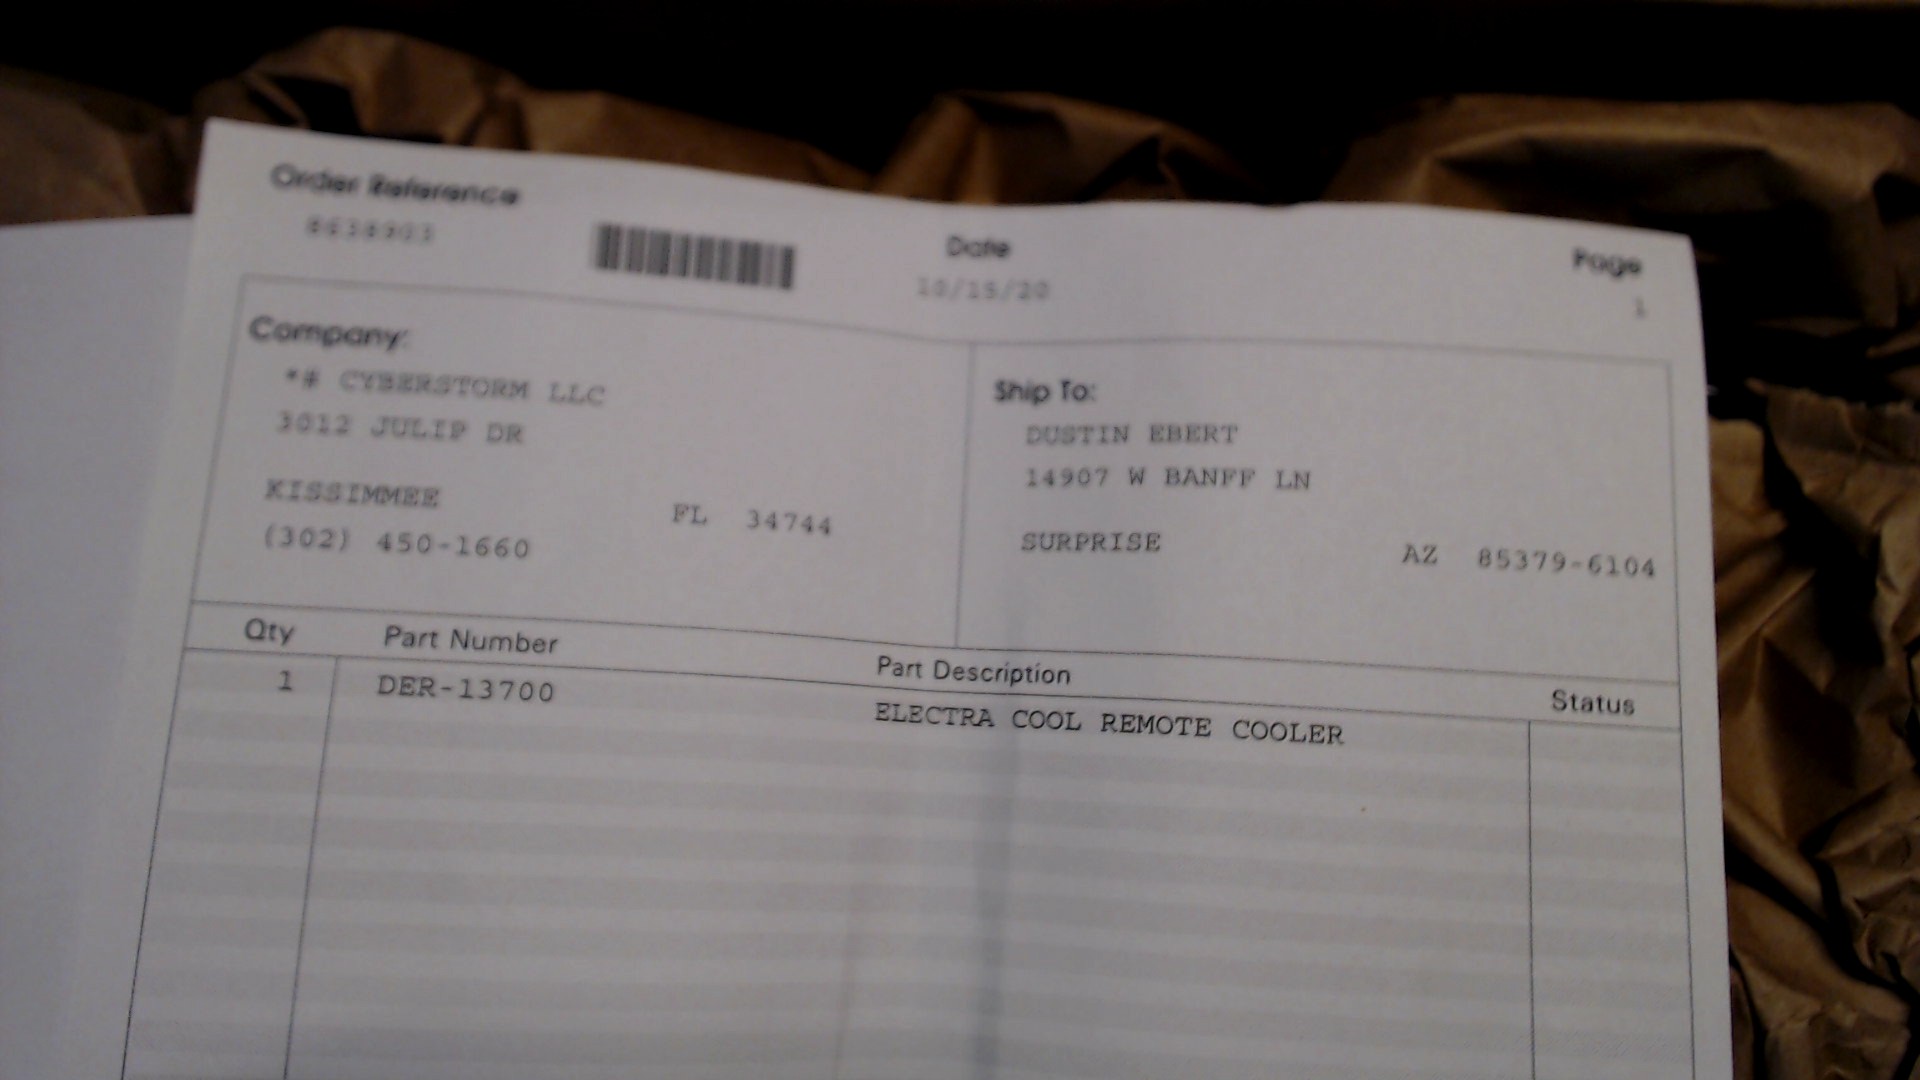 Order Reference
Date
10/15/20
Page
1
Company:
*# CYBERSTORM LLC
3012 JULIP DR
KISSIMMEE FL 34744
(302) 450-1660
Ship To:
DUSTIN EBERT
14907 W BANFF LN
SURPRISE AZ 85379-6104
Qty Part Number Part Description Status
1 DER-13700 ELECTRA COOL REMOTE COOLER